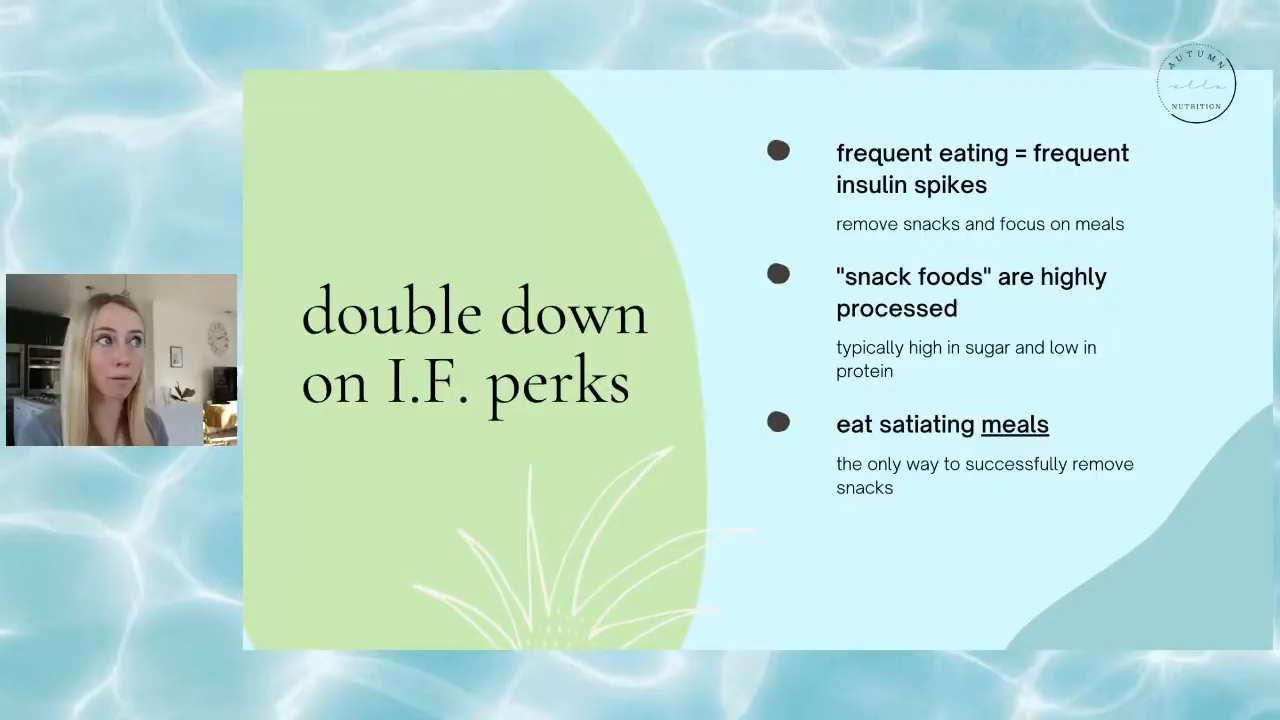 AUTUMN
elle
NUTRITION
double down
on I.F. perks
frequent eating = frequent
insulin spikes
remove snacks and focus on meals
"snack foods" are highly
processed
typically high in sugar and low in
protein
eat satiating meals
the only way to successfully remove
snacks